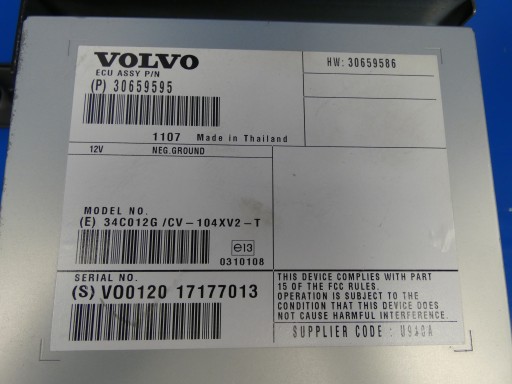 VOLVO
ECU ASSY P/N
(P) 30659595
HW: 30659586
1107 Made in Thailand
12V NEG.GROUND
MODEL NO.
(E) 34C012G /CV-104XV2-T
e13
0310108
SERIAL NO.
(S) V00120 17177013
THIS DEVICE COMPLIES WITH PART
15 OF THE FCC RULES.
OPERATION IS SUBJECT TO THE
CONDITION THAT THIS DEVICE DOES
NOT CAUSE HARMFUL INTERFERENCE.
SUPPLIER CODE :